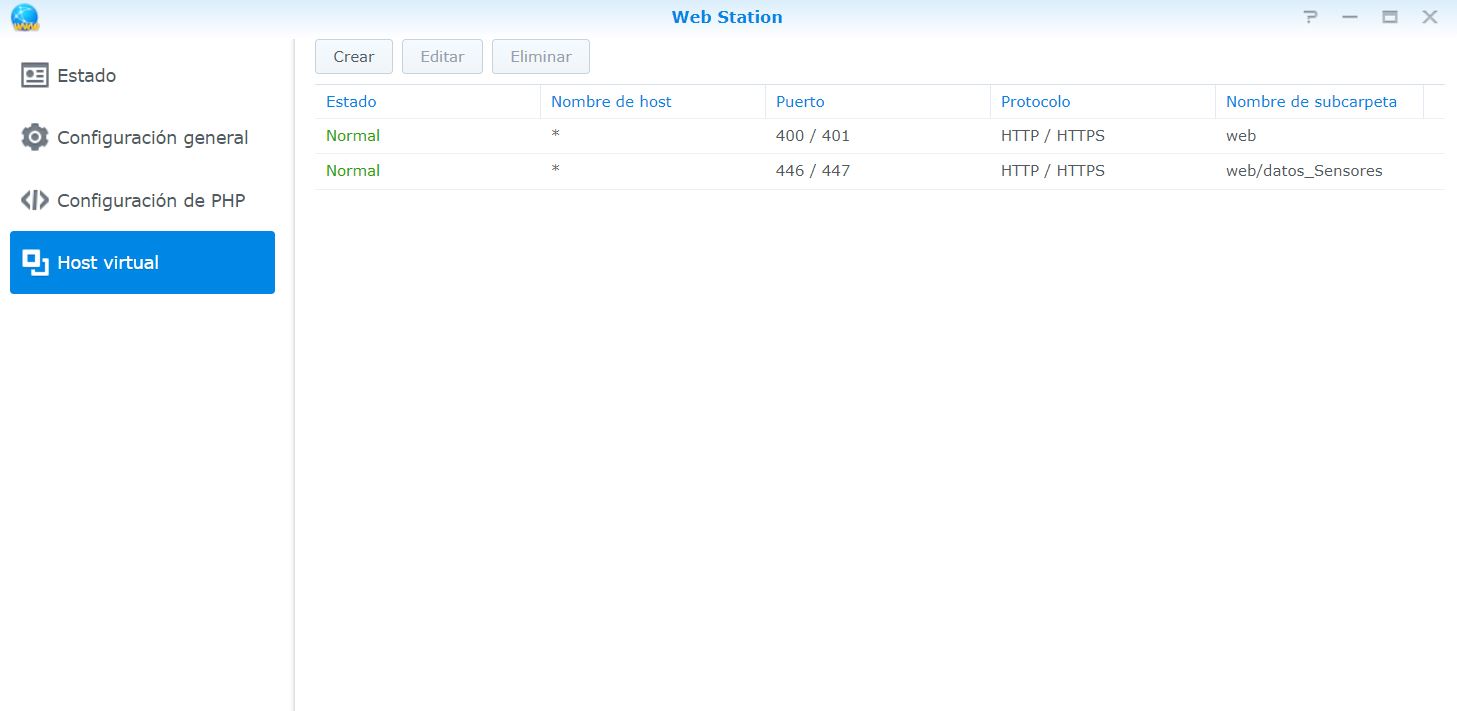 Web Station
Estado
Configuración general
Configuración de PHP
Host virtual
Crear Editar Eliminar
Estado Nombre de host Puerto Protocolo Nombre de subcarpeta
Normal * 400 / 401 HTTP / HTTPS web
Normal * 446 / 447 HTTP / HTTPS web/datos_Sensores